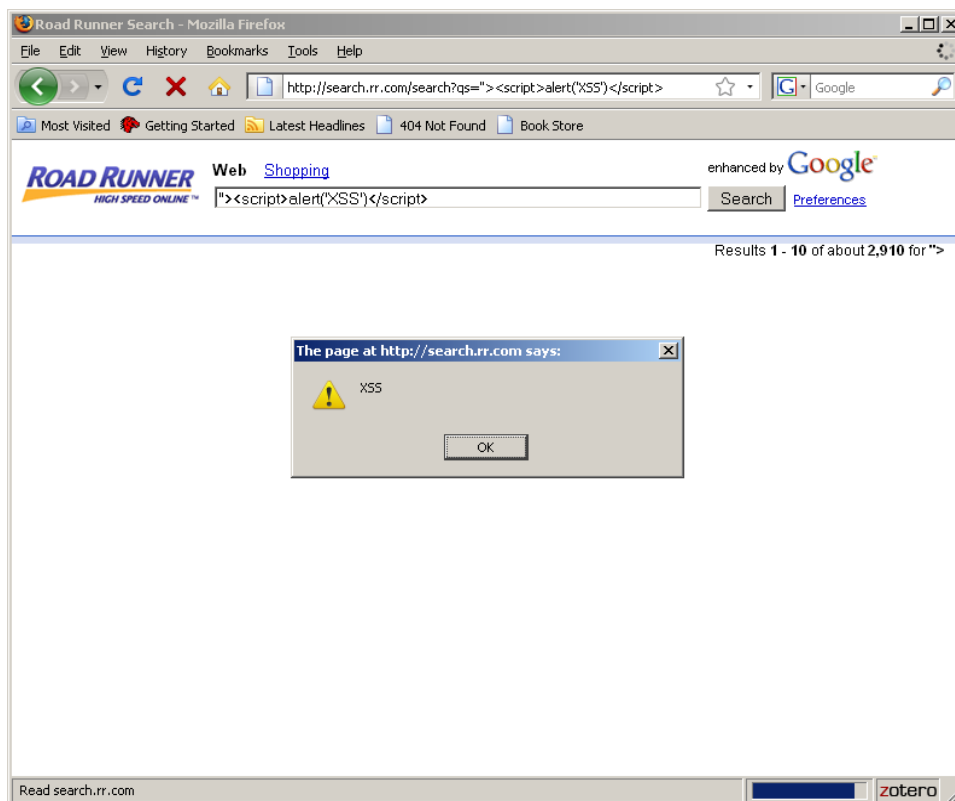 Road Runner Search - Mozilla Firefox
File Edit View History Bookmarks Tools Help
http://search.rr.com/search?qs="><script>alert('XSS')</script> G Google
Most Visited Getting Started Latest Headlines 404 Not Found Book Store
ROAD RUNNER
HIGH SPEED ONLINE™
Web Shopping
"><script>alert('XSS')</script>
enhanced by Google
Search Preferences
Results 1 - 10 of about 2,910 for ">
The page at http://search.rr.com says:
XSS
OK
Read search.rr.com zotero